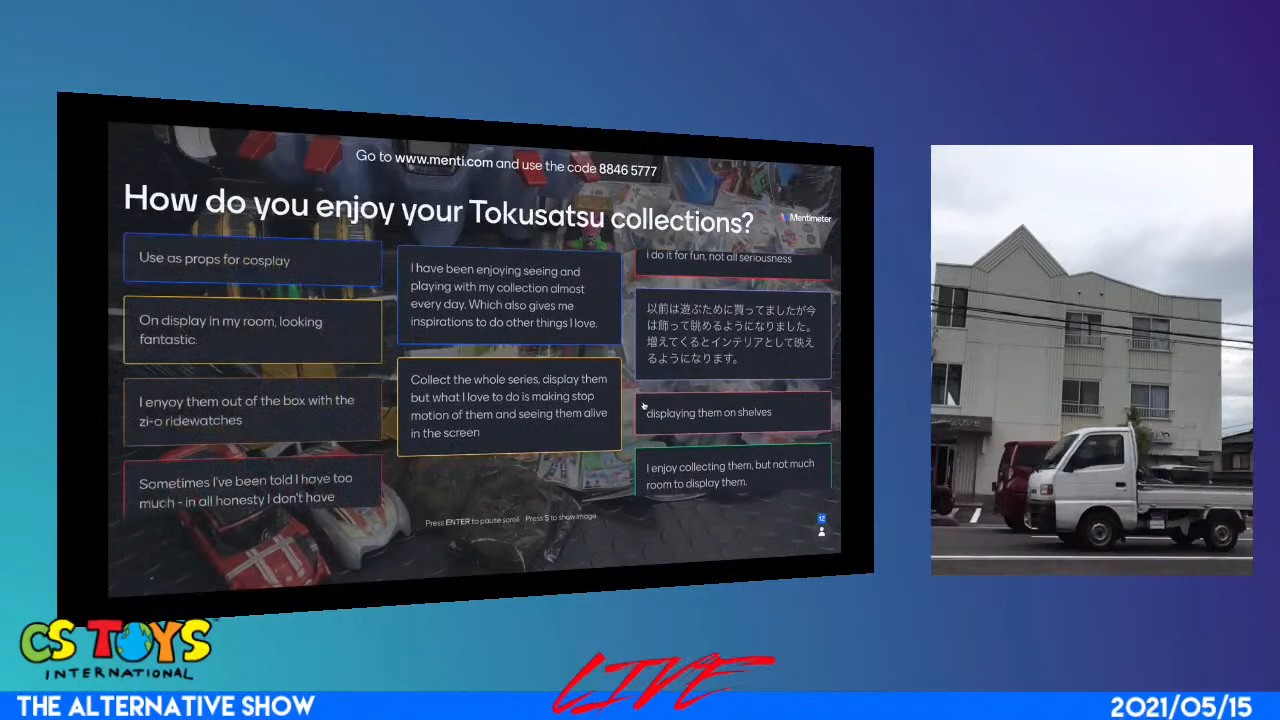 Go to www.menti.com and use the code 8846 5777
How do you enjoy your Tokusatsu collections?
Mentimeter
Use as props for cosplay
On display in my room, looking
fantastic.
I enyoy them out of the box with the
zi-o ridewatches
Sometimes I've been told I have too
much - in all honesty I don't have
I have been enjoying seeing and
playing with my collection almost
every day. Which also gives me
inspirations to do other things I love.
Collect the whole series, display them
but what I love to do is making stop
motion of them and seeing them alive
in the screen
I do it for fun, not all seriousness
以前は遊ぶために買ってましたが今
は飾って眺めるようになりました。
増えてくるとインテリアとして映え
るようになります。
displaying them on shelves
I enjoy collecting them, but not much
room to display them.
Press ENTER to pause scroll Press S to show image
12
CS TOYS
INTERNATIONAL
LIVE
THE ALTERNATIVE SHOW
2021/05/15